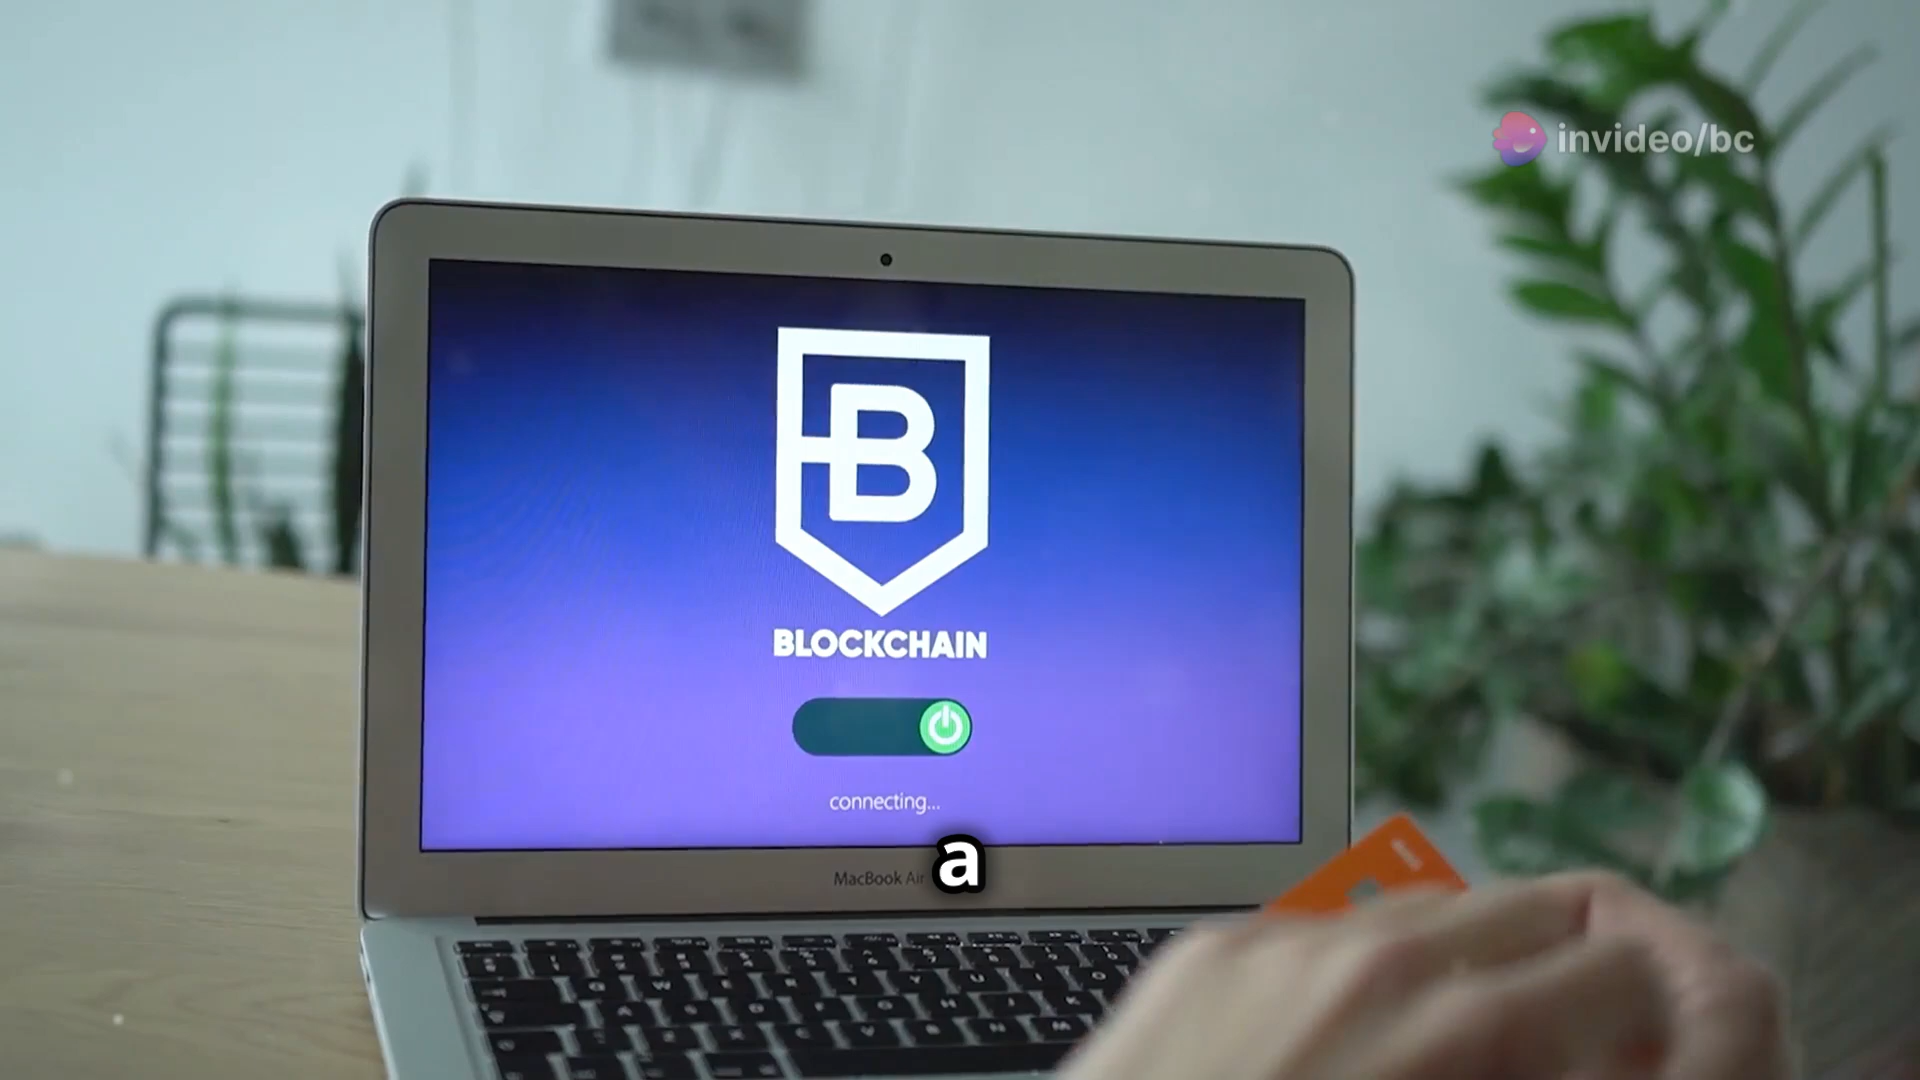 invideo/bc
B
BLOCKCHAIN
connecting...
MacBook Air
a